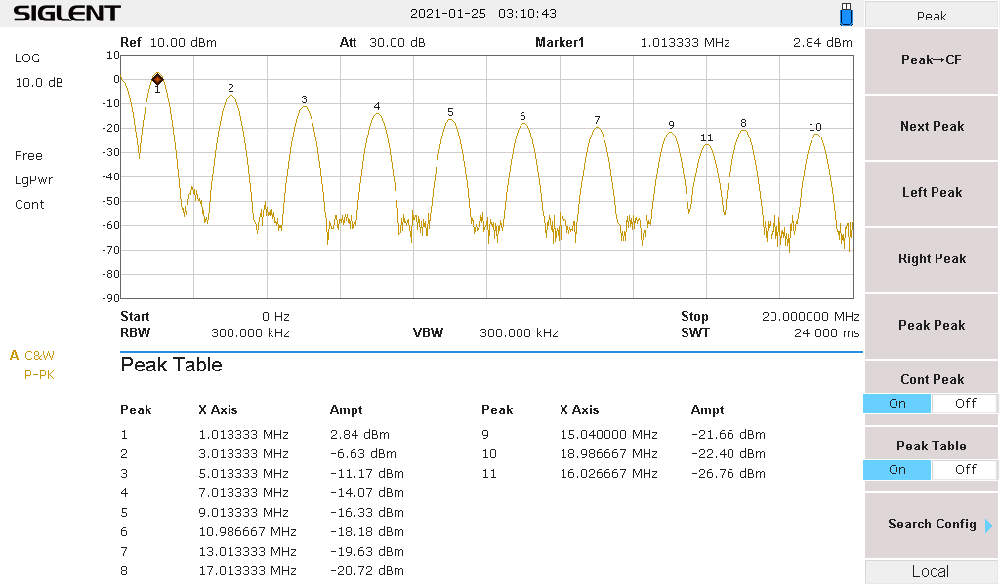 SIGLENT 2021-01-25 03:10:43
Peak
LOG
10.0 dB
Free
LgPwr
Cont
A C&W
P-PK
Ref 10.00 dBm Att 30.00 dB Marker1 1.013333 MHz 2.84 dBm
10
0
-10
-20
-30
-40
-50
-60
-70
-80
-90
1
2
3
4
5
6
7
9
11
8
10
Start 0 Hz Stop 20.000000 MHz
RBW 300.000 kHz VBW 300.000 kHz SWT 24.000 ms
Peak Table
Peak X Axis Ampt Peak X Axis Ampt
1 1.013333 MHz 2.84 dBm 9 15.040000 MHz -21.66 dBm
2 3.013333 MHz -6.63 dBm 10 18.986667 MHz -22.40 dBm
3 5.013333 MHz -11.17 dBm 11 16.026667 MHz -26.76 dBm
4 7.013333 MHz -14.07 dBm
5 9.013333 MHz -16.33 dBm
6 10.986667 MHz -18.18 dBm
7 13.013333 MHz -19.63 dBm
8 17.013333 MHz -20.72 dBm
Peak→CF
Next Peak
Left Peak
Right Peak
Peak Peak
Cont Peak
On Off
Peak Table
On Off
Search Config
Local